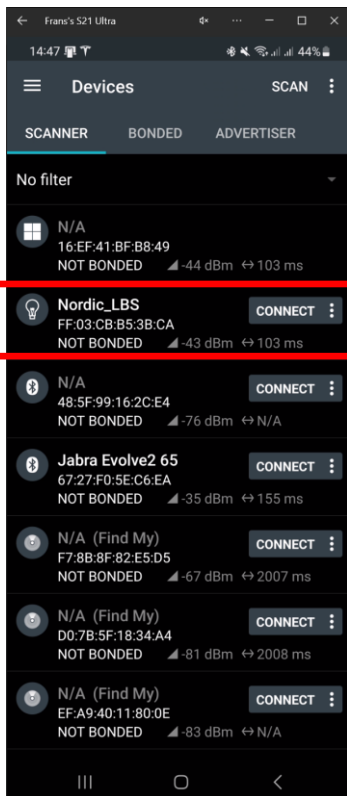 Frans's S21 Ultra
14:47 44%
Devices SCAN
SCANNER BONDED ADVERTISER
No filter
N/A
16:EF:41:BF:B8:49
NOT BONDED -44 dBm ↔103 ms
Nordic_LBS CONNECT
FF:03:CB:B5:3B:CA
NOT BONDED -43 dBm ↔103 ms
N/A CONNECT
48:5F:99:16:2C:E4
NOT BONDED -76 dBm ↔N/A
Jabra Evolve2 65 CONNECT
67:27:F0:5E:C6:EA
NOT BONDED -35 dBm ↔155 ms
N/A (Find My) CONNECT
F7:8B:8F:82:E5:D5
NOT BONDED -67 dBm ↔2007 ms
N/A (Find My) CONNECT
D0:7B:5F:18:34:A4
NOT BONDED -81 dBm ↔2008 ms
N/A (Find My) CONNECT
EF:A9:40:11:80:0E
NOT BONDED -83 dBm ↔N/A